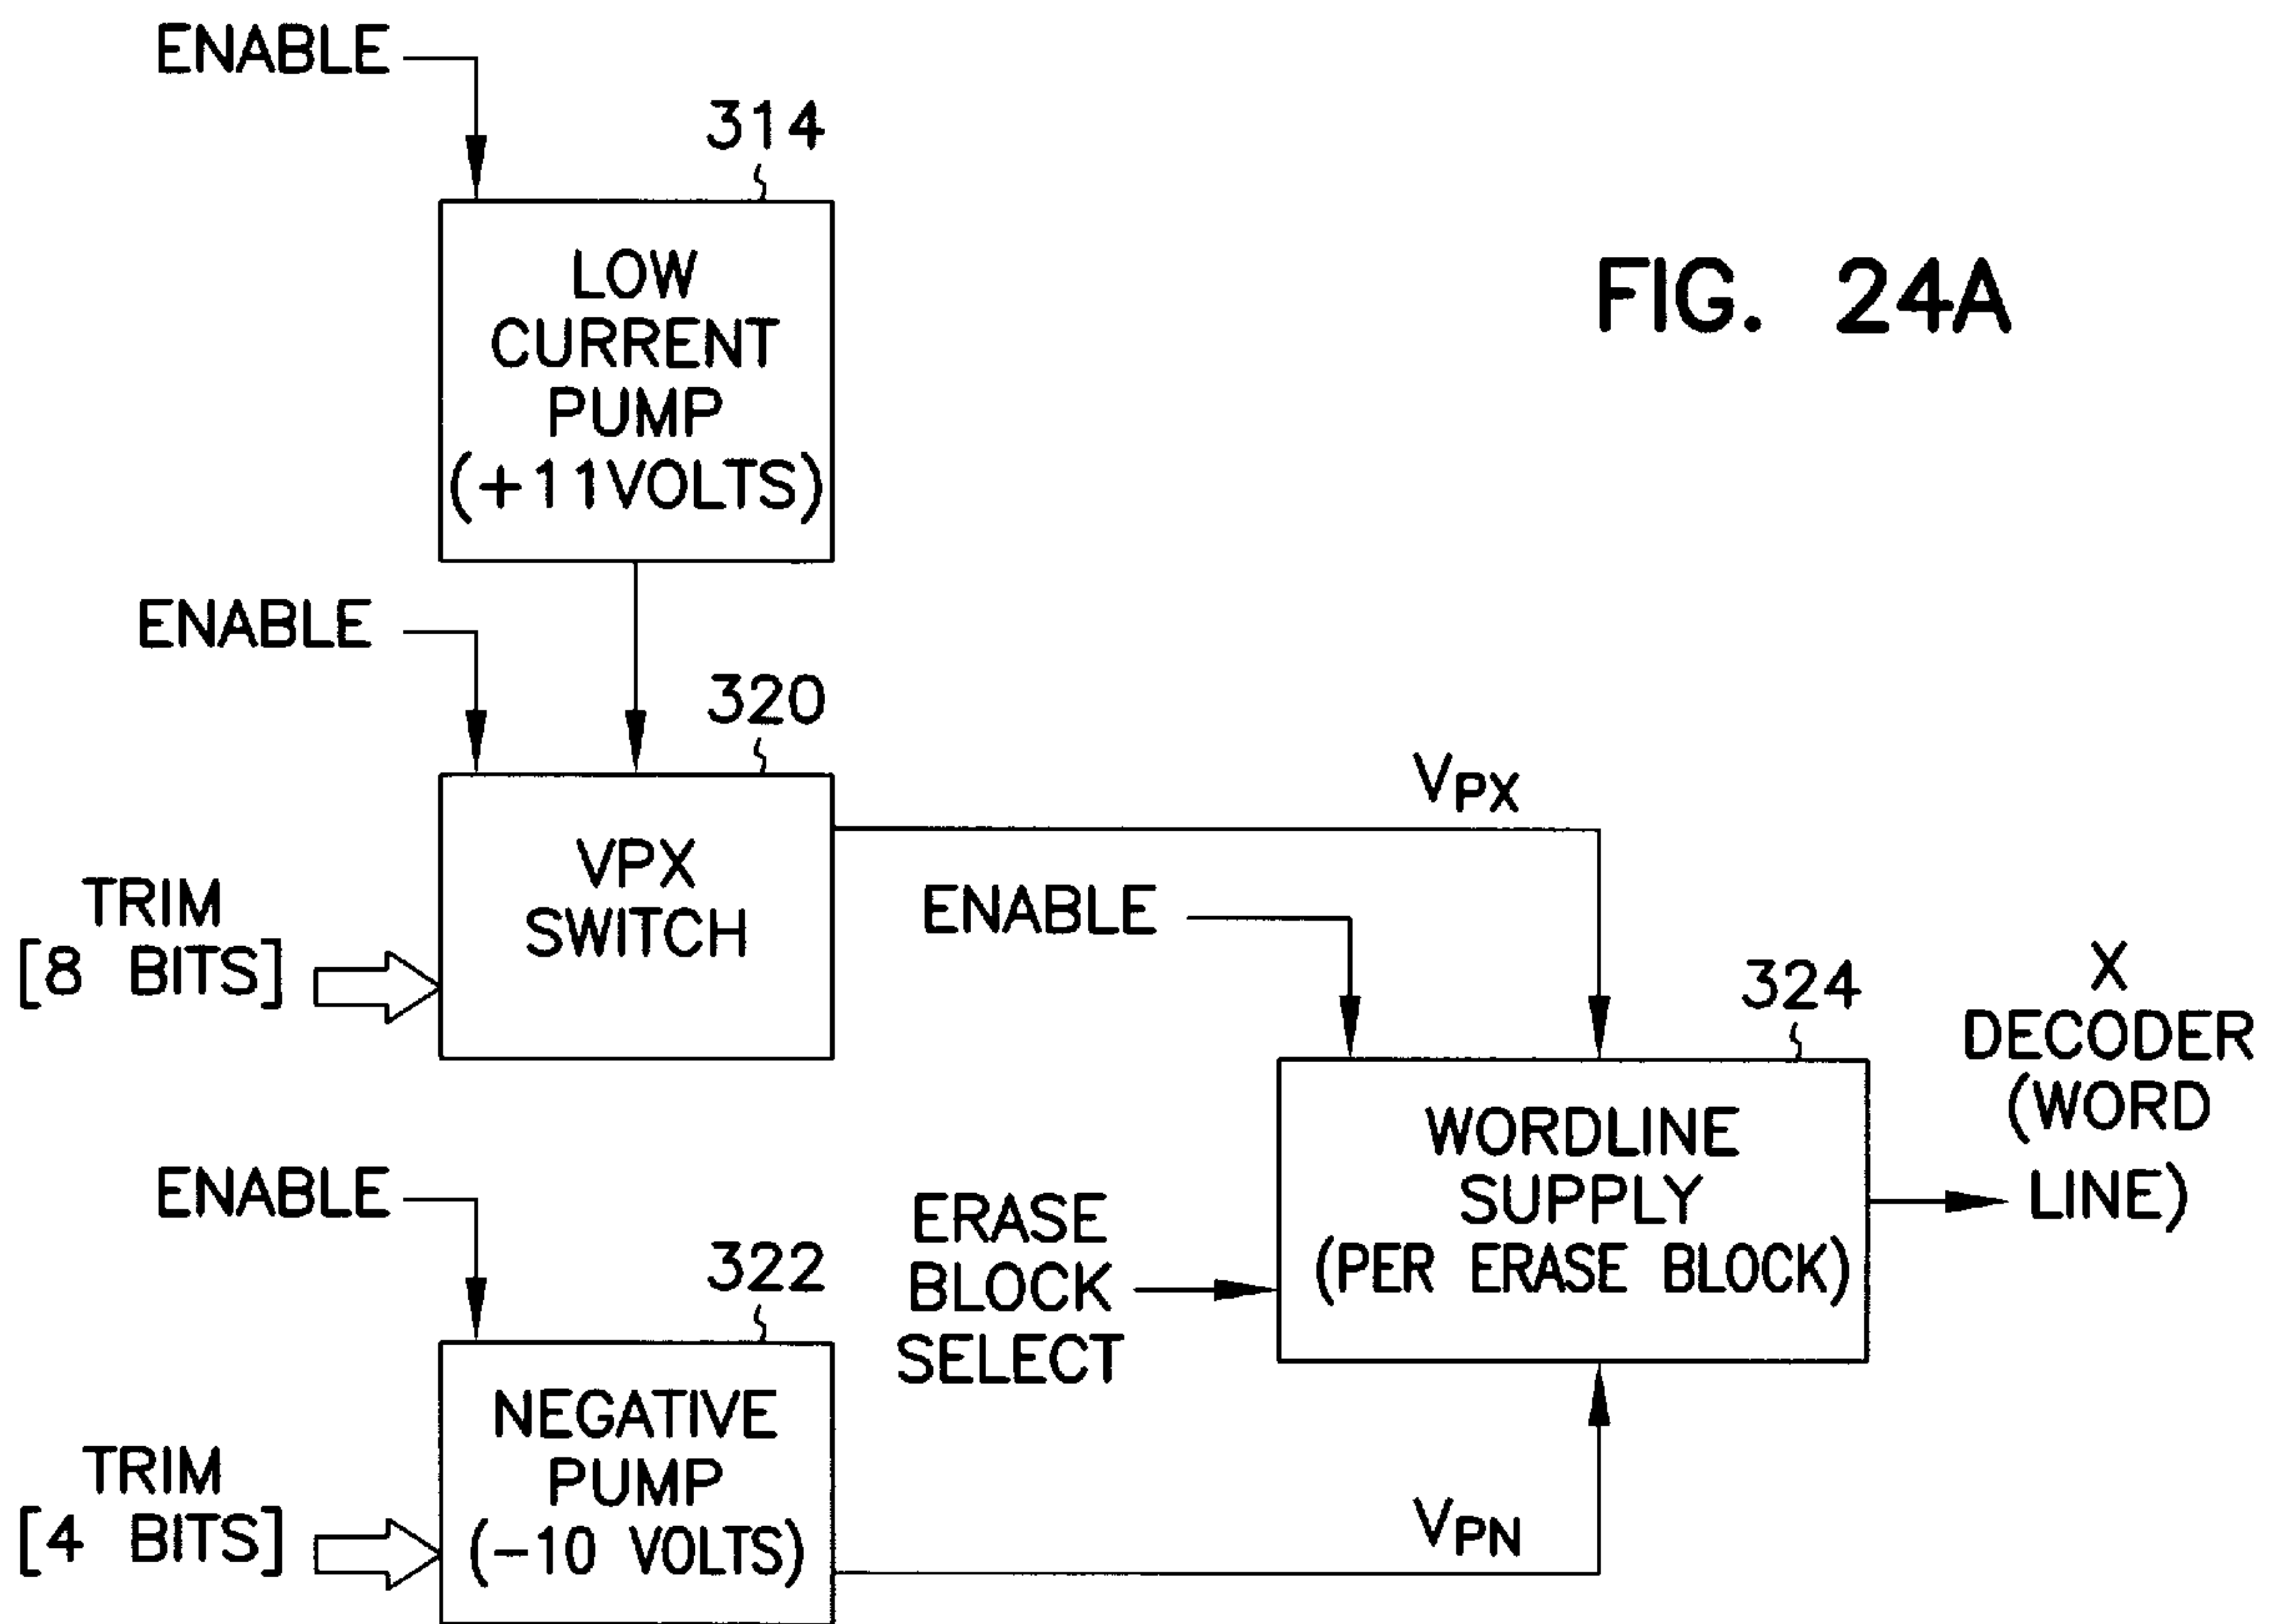 ENABLE
314
LOW
CURRENT
PUMP
(+11VOLTS)
FIG. 24A
ENABLE
320
VPX
SWITCH
TRIM
[8 BITS]
VPX
ENABLE
324
X
DECODER
(WORD
LINE)
WORDLINE
SUPPLY
(PER ERASE BLOCK)
ERASE
BLOCK
SELECT
ENABLE
322
NEGATIVE
PUMP
(-10 VOLTS)
TRIM
[4 BITS]
VPN